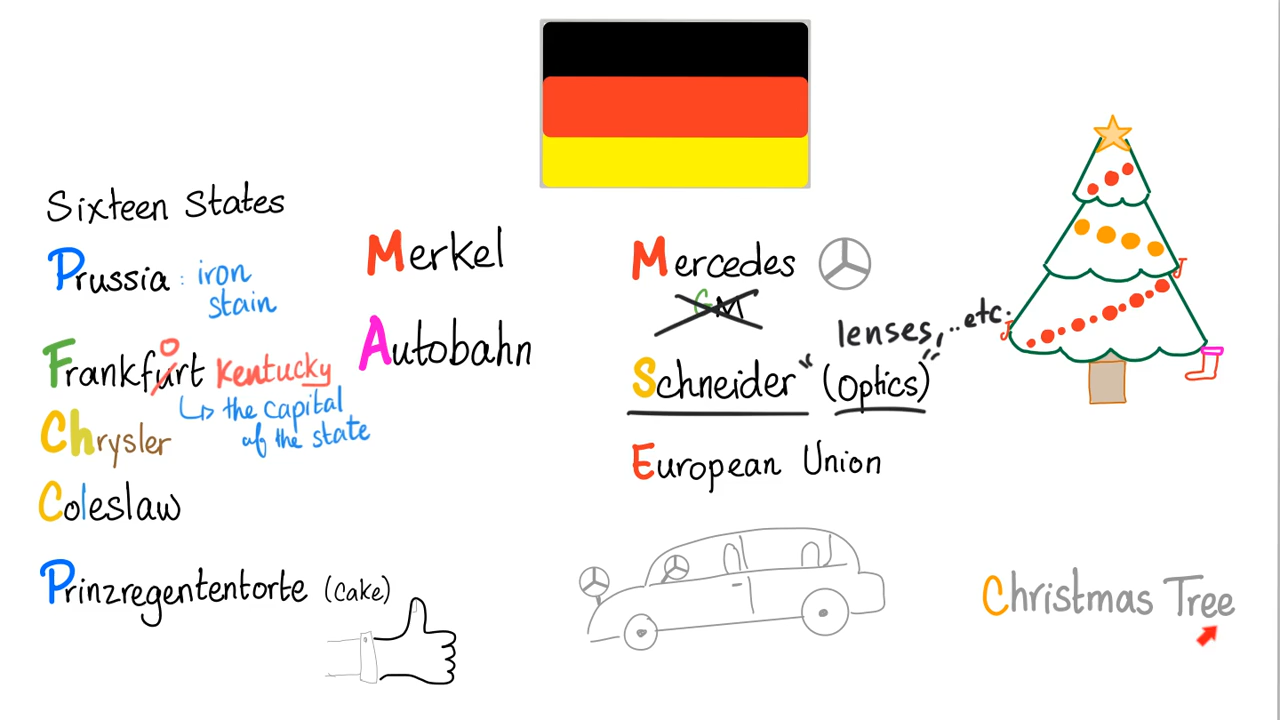 Sixteen States
Prussia : iron
stain
Frankfurt Kentucky
o
↳ the capital
of the state
Chrysler
Coleslaw
Prinzregententorte (Cake)
Merkel
Autobahn
Mercedes
GM
lenses, ..etc.
Schneider" (Optics)"
European Union
J
J
Christmas Tree